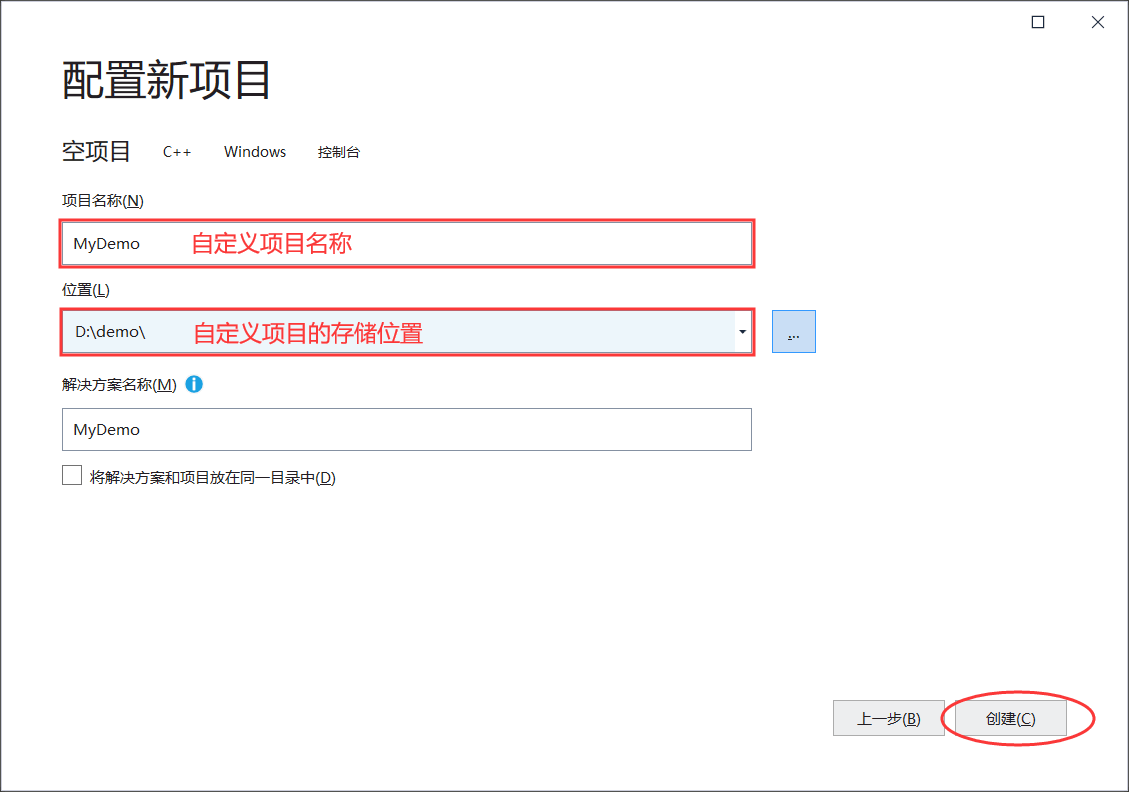 配置新项目
空项目 C++ Windows 控制台
项目名称(N)
MyDemo 自定义项目名称
位置(L)
D:\demo\ 自定义项目的存储位置
...
解决方案名称(M)
MyDemo
将解决方案和项目放在同一目录中(D)
上一步(B) 创建(C)